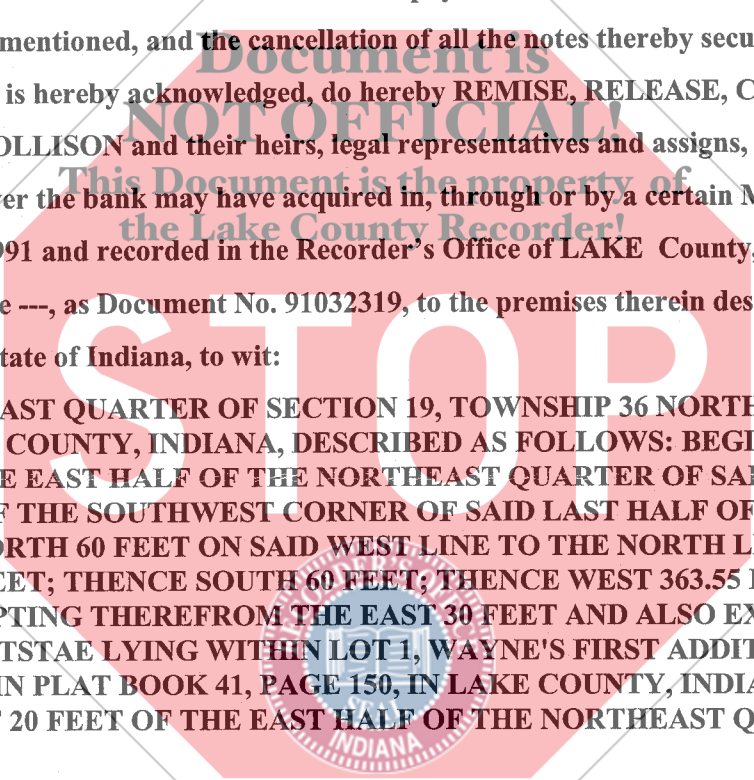 mentioned, and the cancellation of all the notes thereby secu
Document is
is hereby acknowledged, do hereby REMISE, RELEASE, C
NOT OFFICIAL!
OLLISON and their heirs, legal representatives and assigns,
This Document is the property of
er the bank may have acquired in, through or by a certain M
the Lake County Recorder!
91 and recorded in the Recorder's Office of LAKE County,
e ---, as Document No. 91032319, to the premises therein des
tate of Indiana, to wit:
STOP
AST QUARTER OF SECTION 19, TOWNSHIP 36 NORTH
COUNTY, INDIANA, DESCRIBED AS FOLLOWS: BEGI
E EAST HALF OF THE NORTHEAST QUARTER OF SAI
F THE SOUTHWEST CORNER OF SAID LAST HALF OF
ORTH 60 FEET ON SAID WEST LINE TO THE NORTH L
EET; THENCE SOUTH 60 FEET; THENCE WEST 363.55
PTING THEREFROM THE EAST 30 FEET AND ALSO EX
TSTAE LYING WITHIN LOT 1, WAYNE'S FIRST ADDIT
IN PLAT BOOK 41, PAGE 150, IN LAKE COUNTY, INDIA
20 FEET OF THE EAST HALF OF THE NORTHEAST Q
SEAL
INDIANA